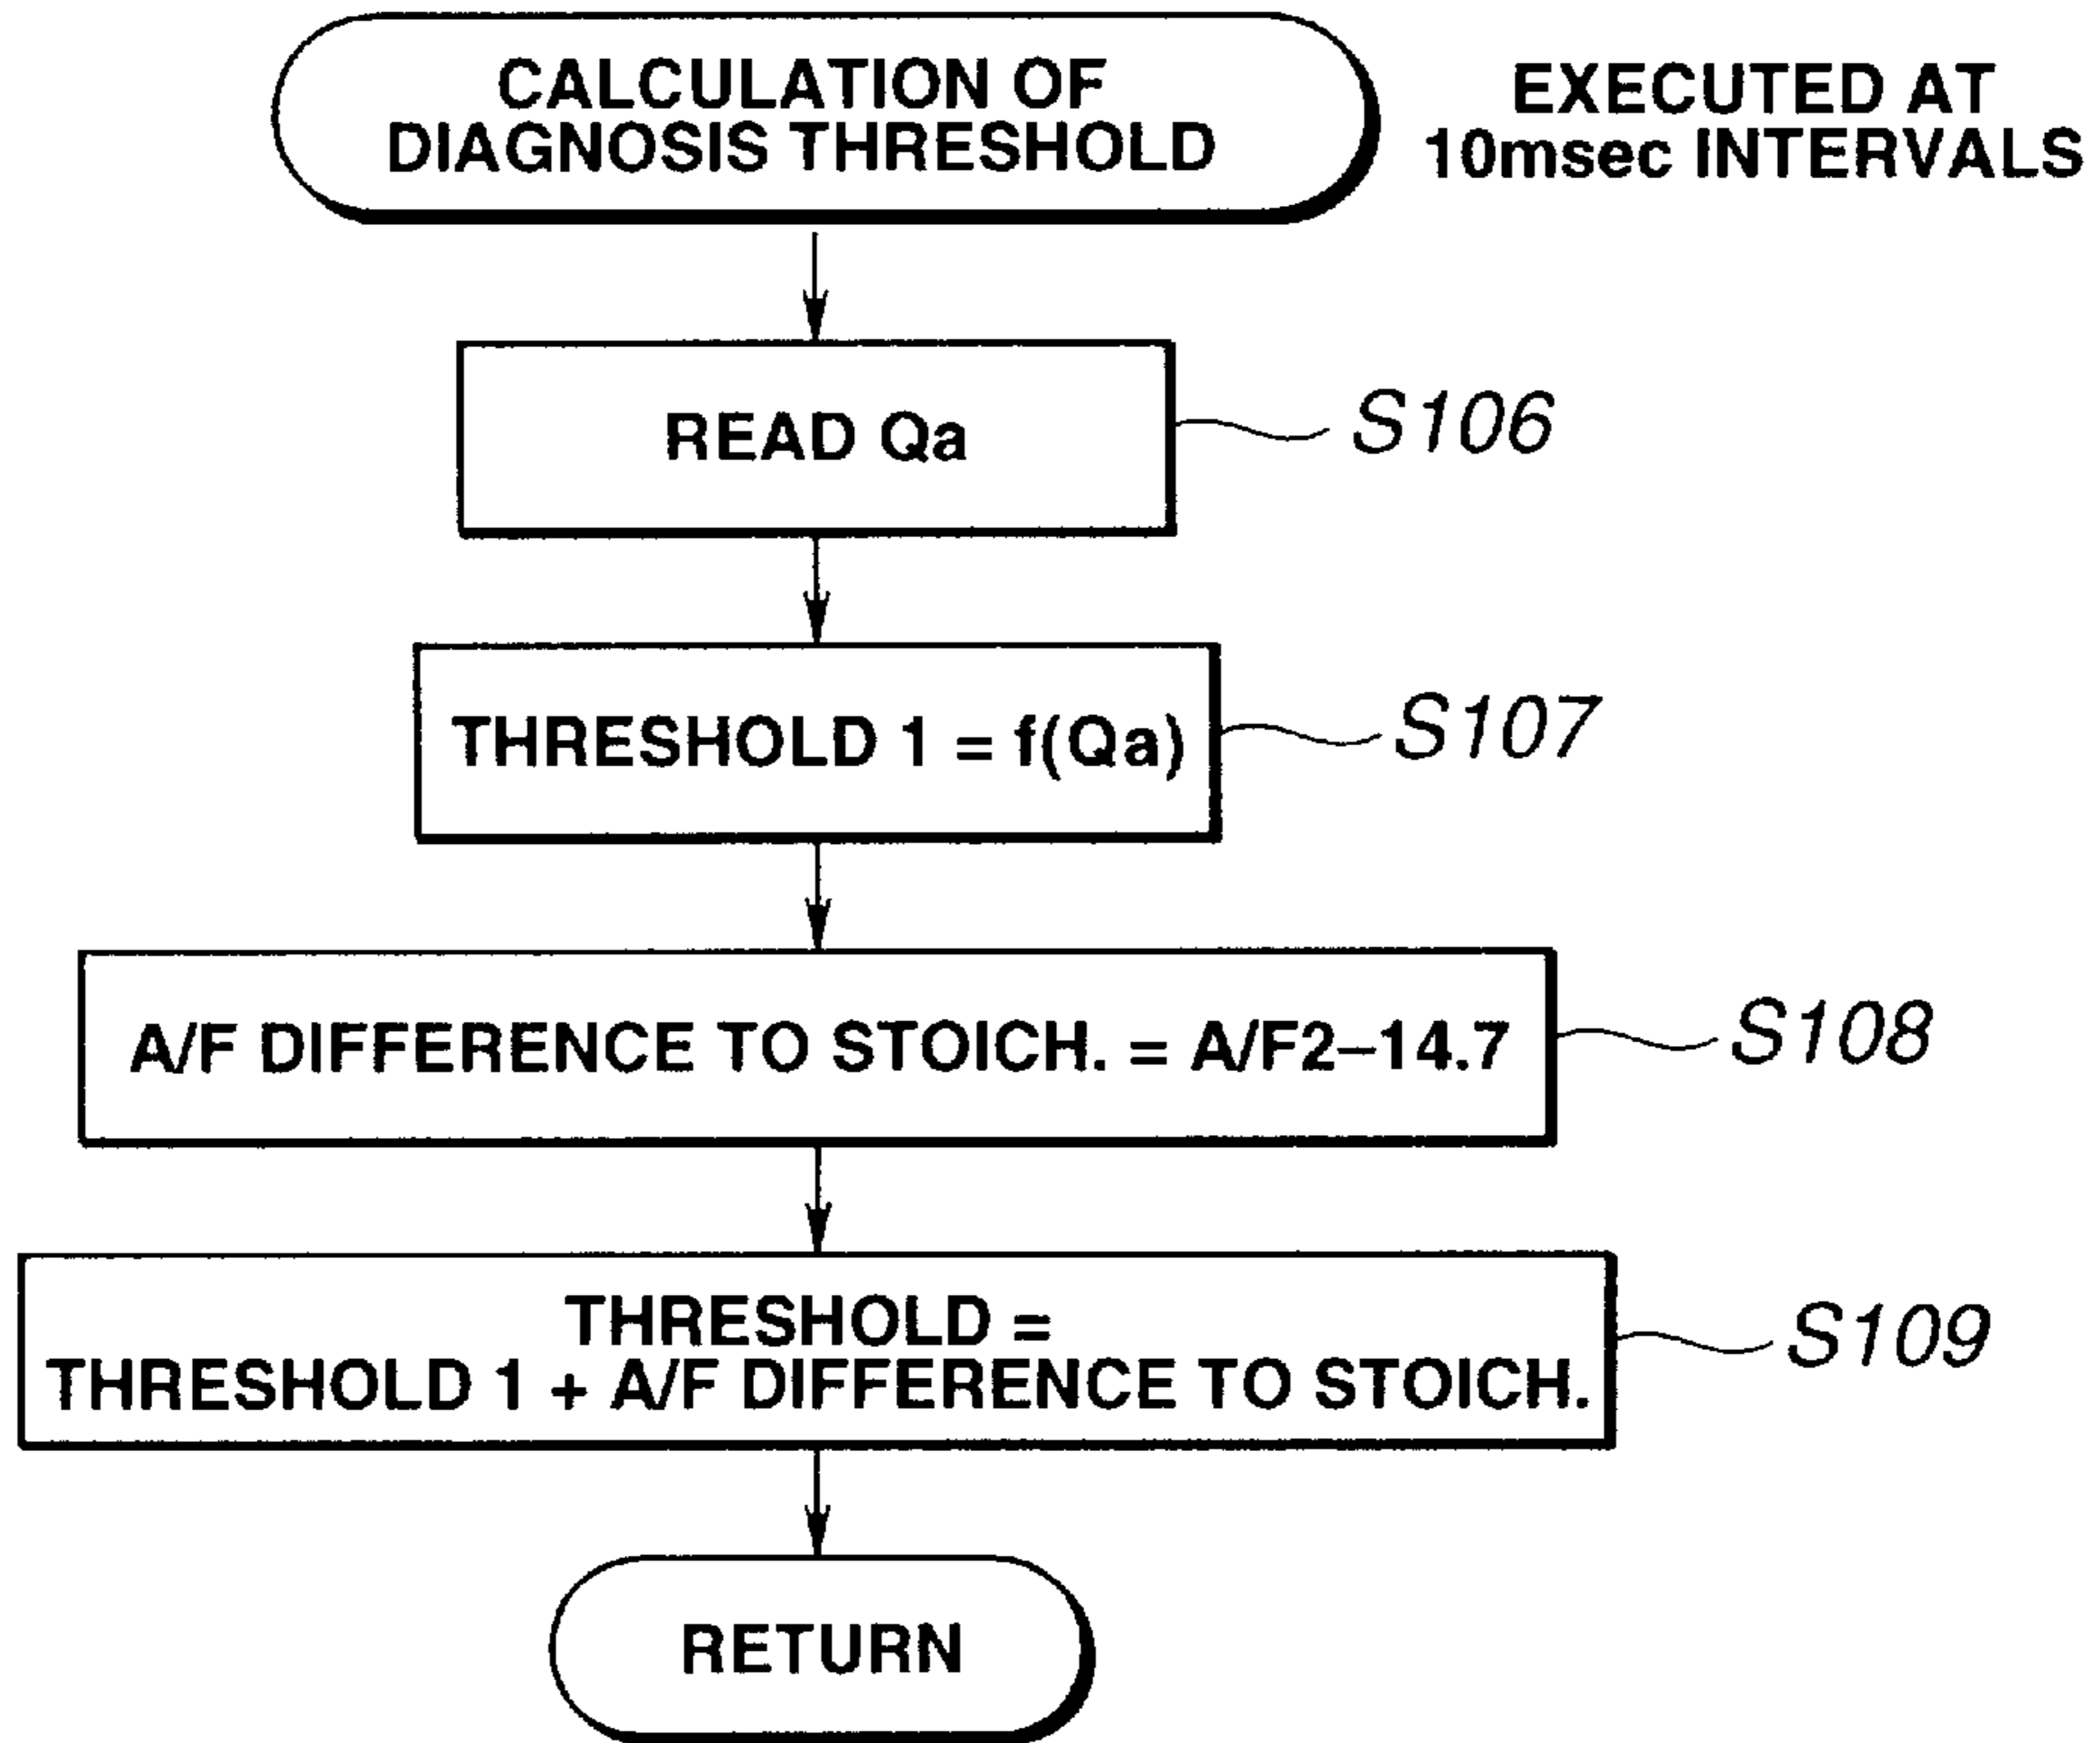 CALCULATION OF
DIAGNOSIS THRESHOLD
EXECUTED AT
10msec INTERVALS
READ Qa
S106
THRESHOLD 1 = f(Qa)
S107
A/F DIFFERENCE TO STOICH. = A/F2–14.7
S108
THRESHOLD =
THRESHOLD 1 + A/F DIFFERENCE TO STOICH.
S109
RETURN